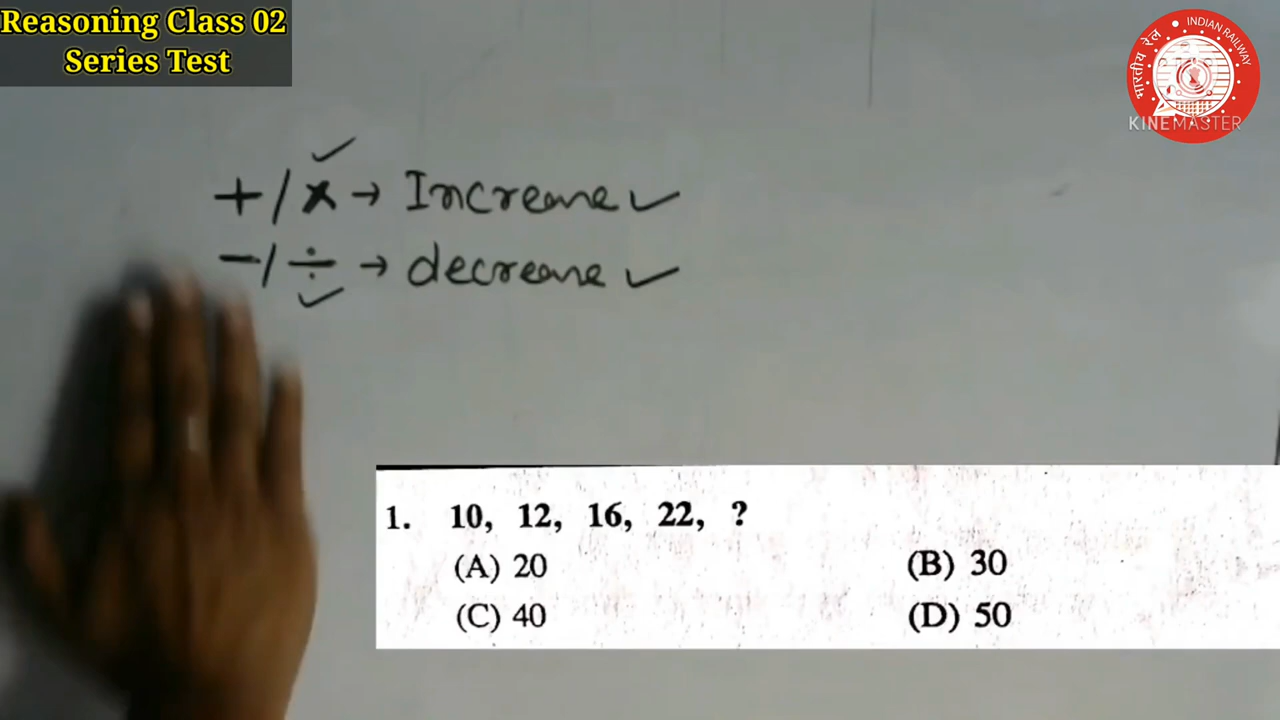 Reasoning Class 02
Series Test
भारतीय रेल
INDIAN RAILWAY
KINEMASTER
+/× → Increase ✓
-/÷ → decrease ✓
1. 10, 12, 16, 22, ?
(A) 20 (B) 30
(C) 40 (D) 50